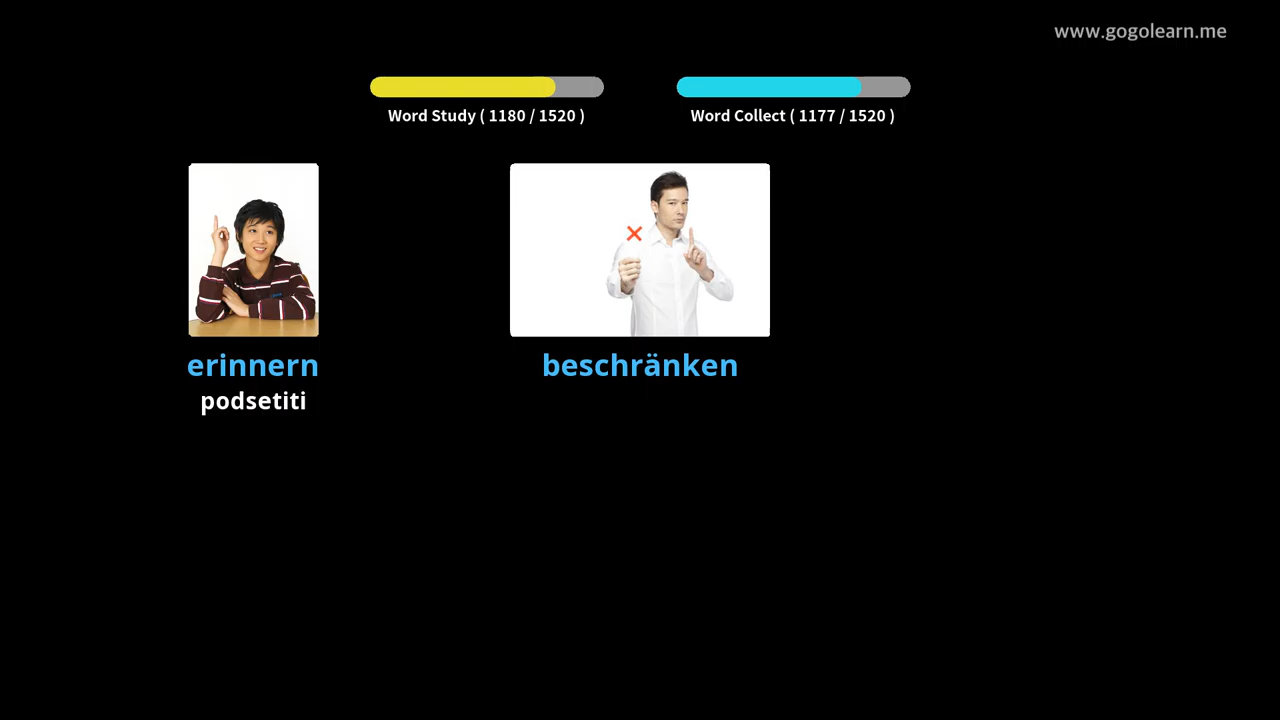 www.gogolearn.me
Word Study ( 1180 / 1520 )
Word Collect ( 1177 / 1520 )
erinnern
podsetiti
beschränken